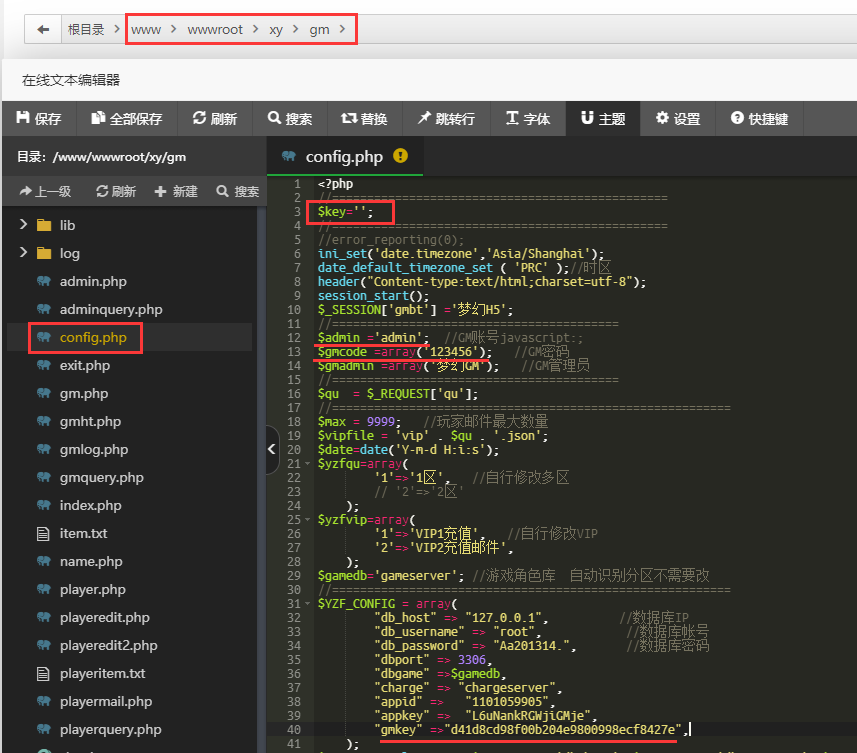 根目录 www wwwroot xy gm
在线文本编辑器
保存 全部保存 刷新 搜索 替换 跳转行 字体 主题 设置 快捷键
目录：/www/wwwroot/xy/gm
config.php
上一级 刷新 新建 搜索
lib
log
admin.php
adminquery.php
config.php
exit.php
gm.php
gmht.php
gmlog.php
gmquery.php
index.php
item.txt
name.php
player.php
playeredit.php
playeredit2.php
playeritem.txt
playermail.php
playerquery.php
1 <?php
2 //================================================
3 $key='';
4 //================================================
5 //error_reporting(0);
6 ini_set('date.timezone','Asia/Shanghai');
7 date_default_timezone_set ( 'PRC' );//时区
8 header("Content-type:text/html;charset=utf-8");
9 session_start();
10 $_SESSION['gmbt'] ='梦幻H5';
11 //=========================================
12 $admin ='admin'; //GM账号javascript:;
13 $gmcode =array('123456'); //GM密码
14 $gmadmin =array('梦幻GM'); //GM管理员
15 //=========================================
16 $qu = $_REQUEST['qu'];
17 //=========================================================
18 $max = 9999; //玩家邮件最大数量
19 $vipfile = 'vip' . $qu . '.json';
20 $date=date('Y-m-d H:i:s');
21 $yzfqu=array(
22 '1'=>'1区', //自行修改多区
23 // '2'=>'2区'
24 );
25 $yzfvip=array(
26 '1'=>'VIP1充值', //自行修改VIP
27 '2'=>'VIP2充值邮件',
28 );
29 $gamedb='gameserver'; //游戏角色库 自动识别分区不需要改
30 //=========================================================
31 $YZF_CONFIG = array(
32 "db_host" => "127.0.0.1", //数据库IP
33 "db_username" => "root", //数据库帐号
34 "db_password" => "Aa201314.", //数据库密码
35 "dbport" => 3306,
36 "dbgame" =>$gamedb,
37 "charge" => "chargeserver",
38 "appid" => "1101059905",
39 "appkey" => "L6uNankRGWjiGMje",
40 "gmkey" =>"d41d8cd98f00b204e9800998ecf8427e",
41 );